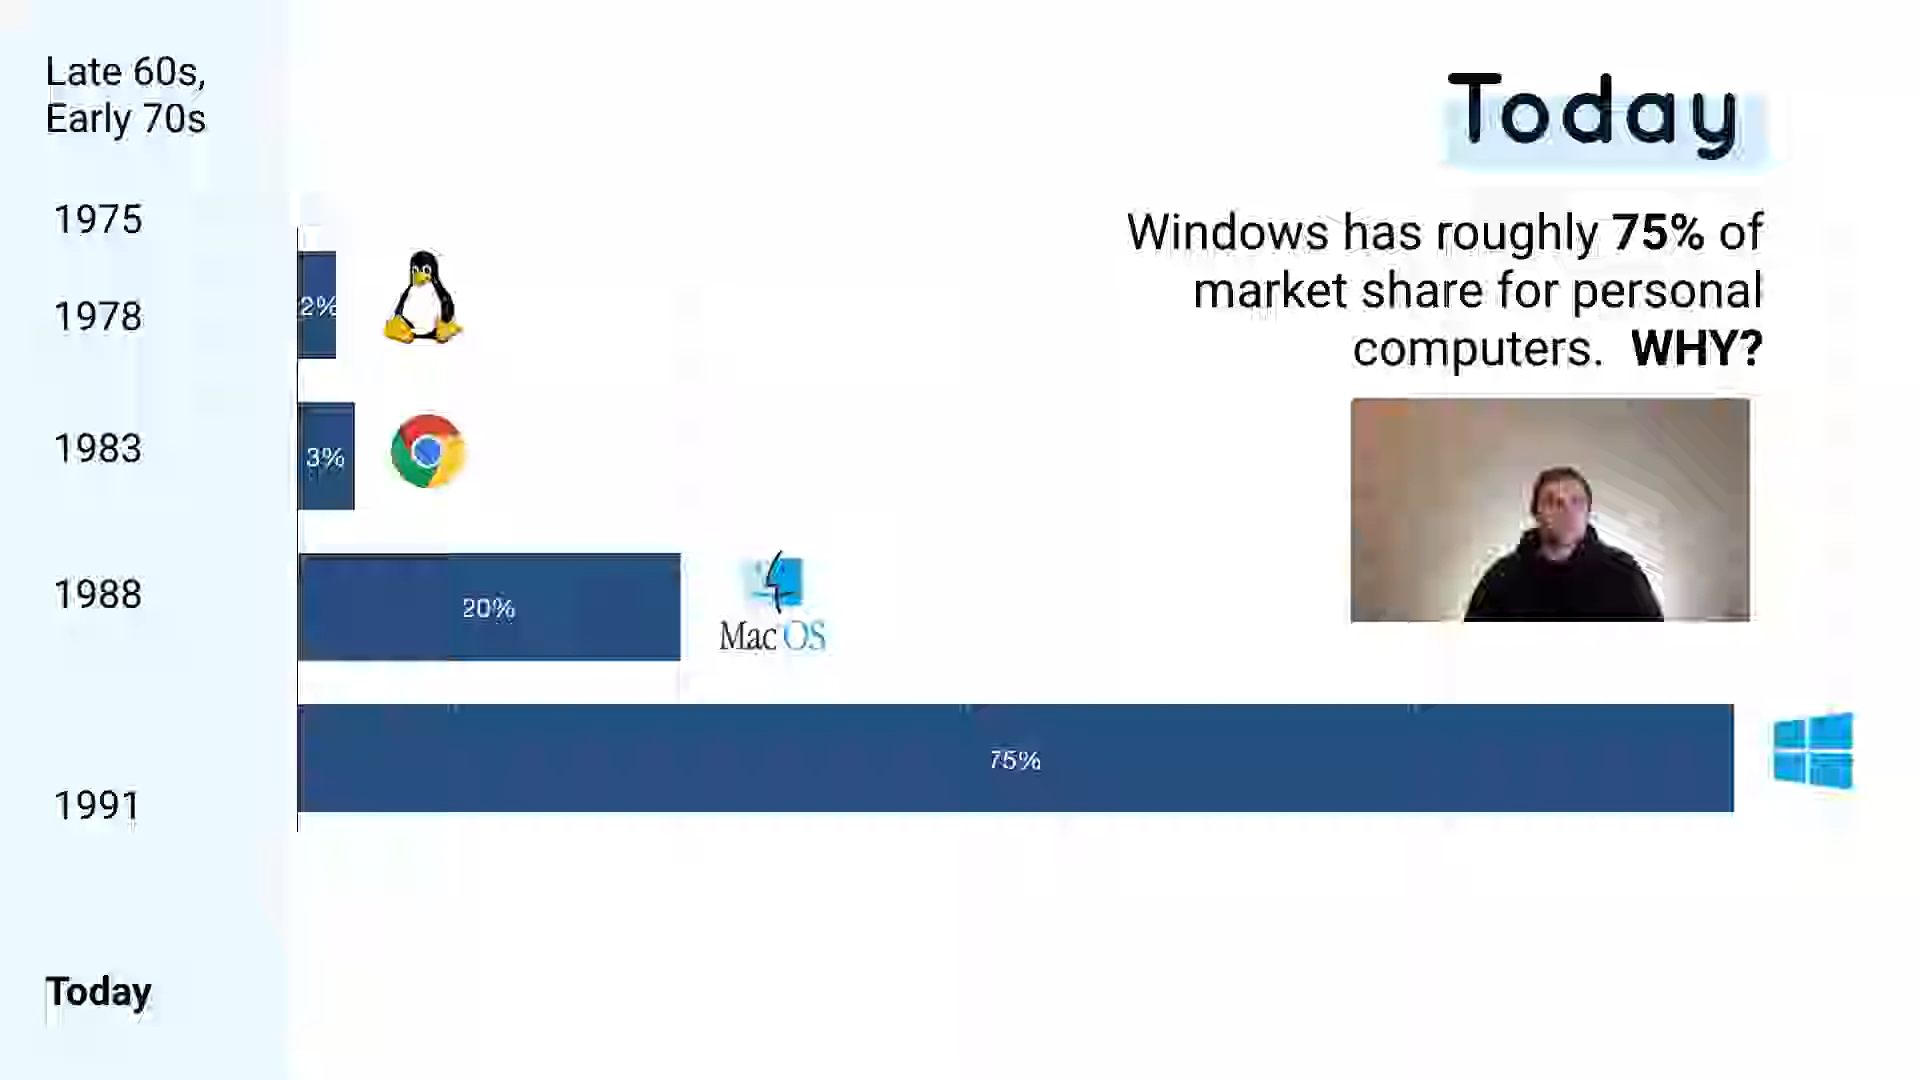 Late 60s,
Early 70s
1975
1978
1983
1988
1991
Today
Today
Windows has roughly 75% of
market share for personal
computers. WHY?
2%
3%
20%
Mac OS
75%